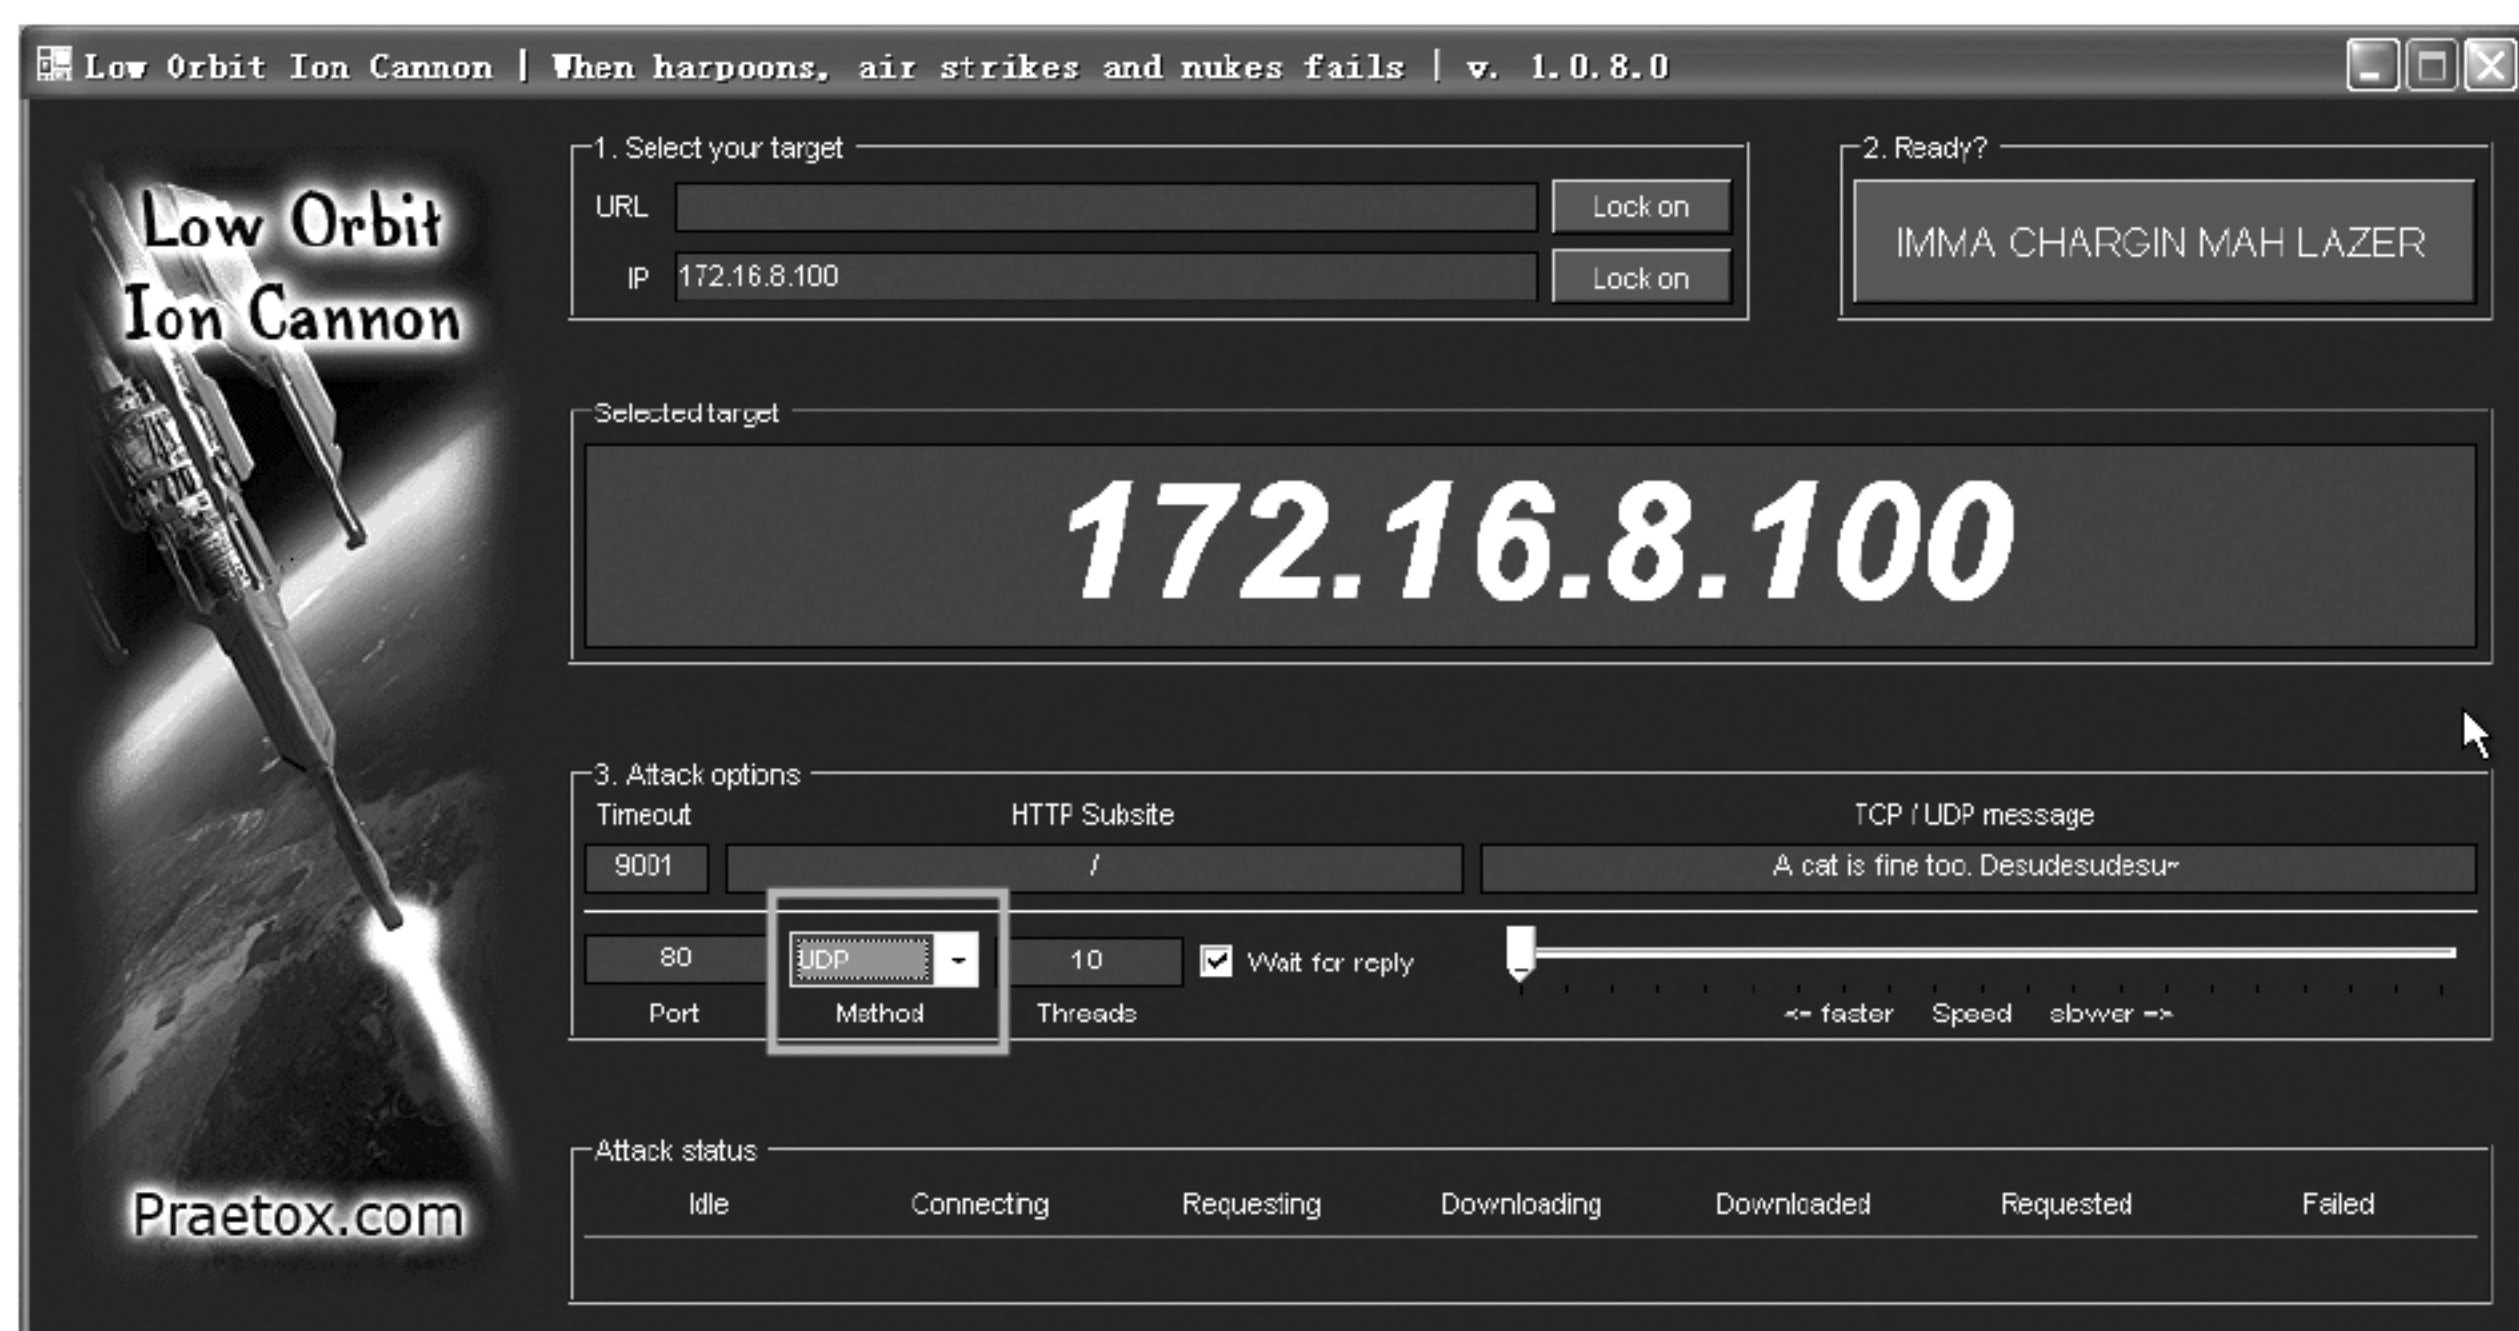 Low Orbit Ion Cannon | When harpoons, air strikes and nukes fails | v. 1.0.8.0
Low Orbit
Ion Cannon
Praetox.com
1. Select your target
URL
Lock on
IP
172.16.8.100
Lock on
2. Ready?
IMMA CHARGIN MAH LAZER
Selected target
172.16.8.100
3. Attack options
Timeout
HTTP Subsite
TCP / UDP message
9001
/
A cat is fine too. Desudesudesu~
80
UDP
10
Wait for reply
Port
Method
Threads
<= faster Speed slower =>
Attack status
Idle Connecting Requesting Downloading Downloaded Requested Failed